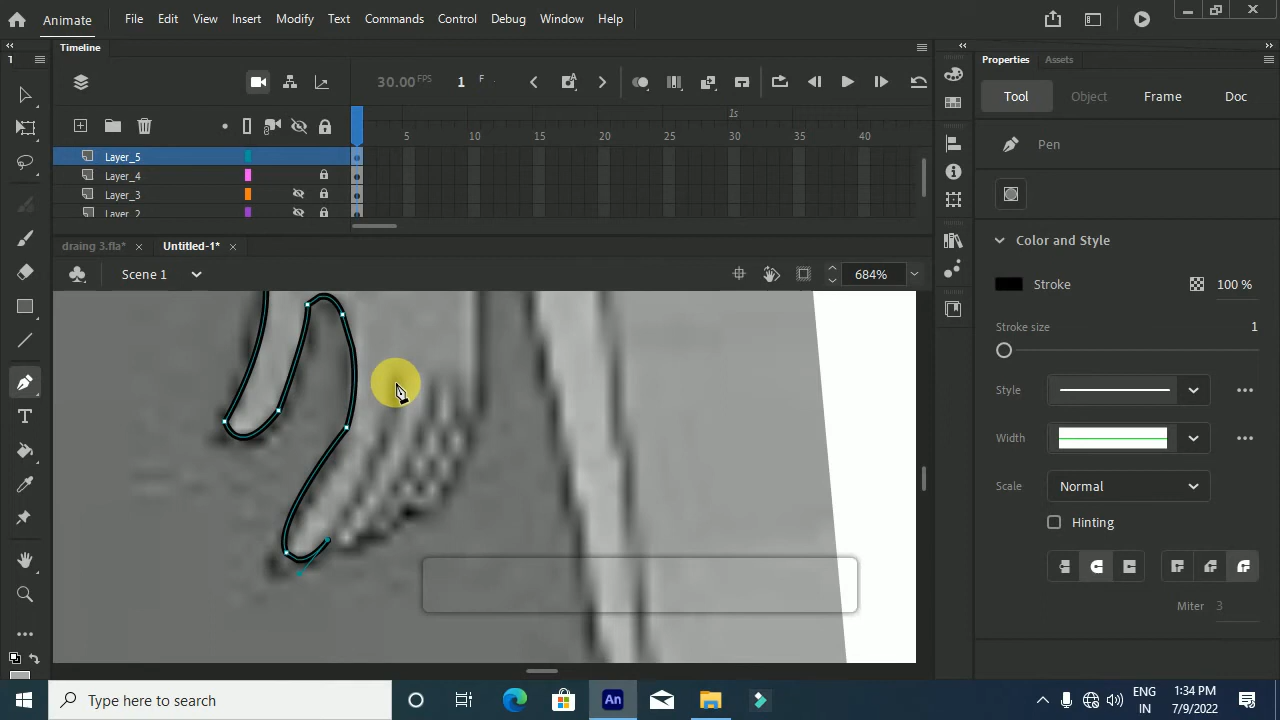 Animate
File Edit View Insert Modify Text Commands Control Debug Window Help
Timeline
30.00 FPS 1 F
1s
5 10 15 20 25 30 35 40
Layer_5
Layer_4
Layer_3
Layer_2
draing 3.fla* Untitled-1*
Scene 1
684%
Properties Assets
Tool Object Frame Doc
Pen
Color and Style
Stroke 100 %
Stroke size
1
Style
Width
Scale Normal
Hinting
Miter 3
Type here to search
An
ENG
IN
1:34 PM
7/9/2022